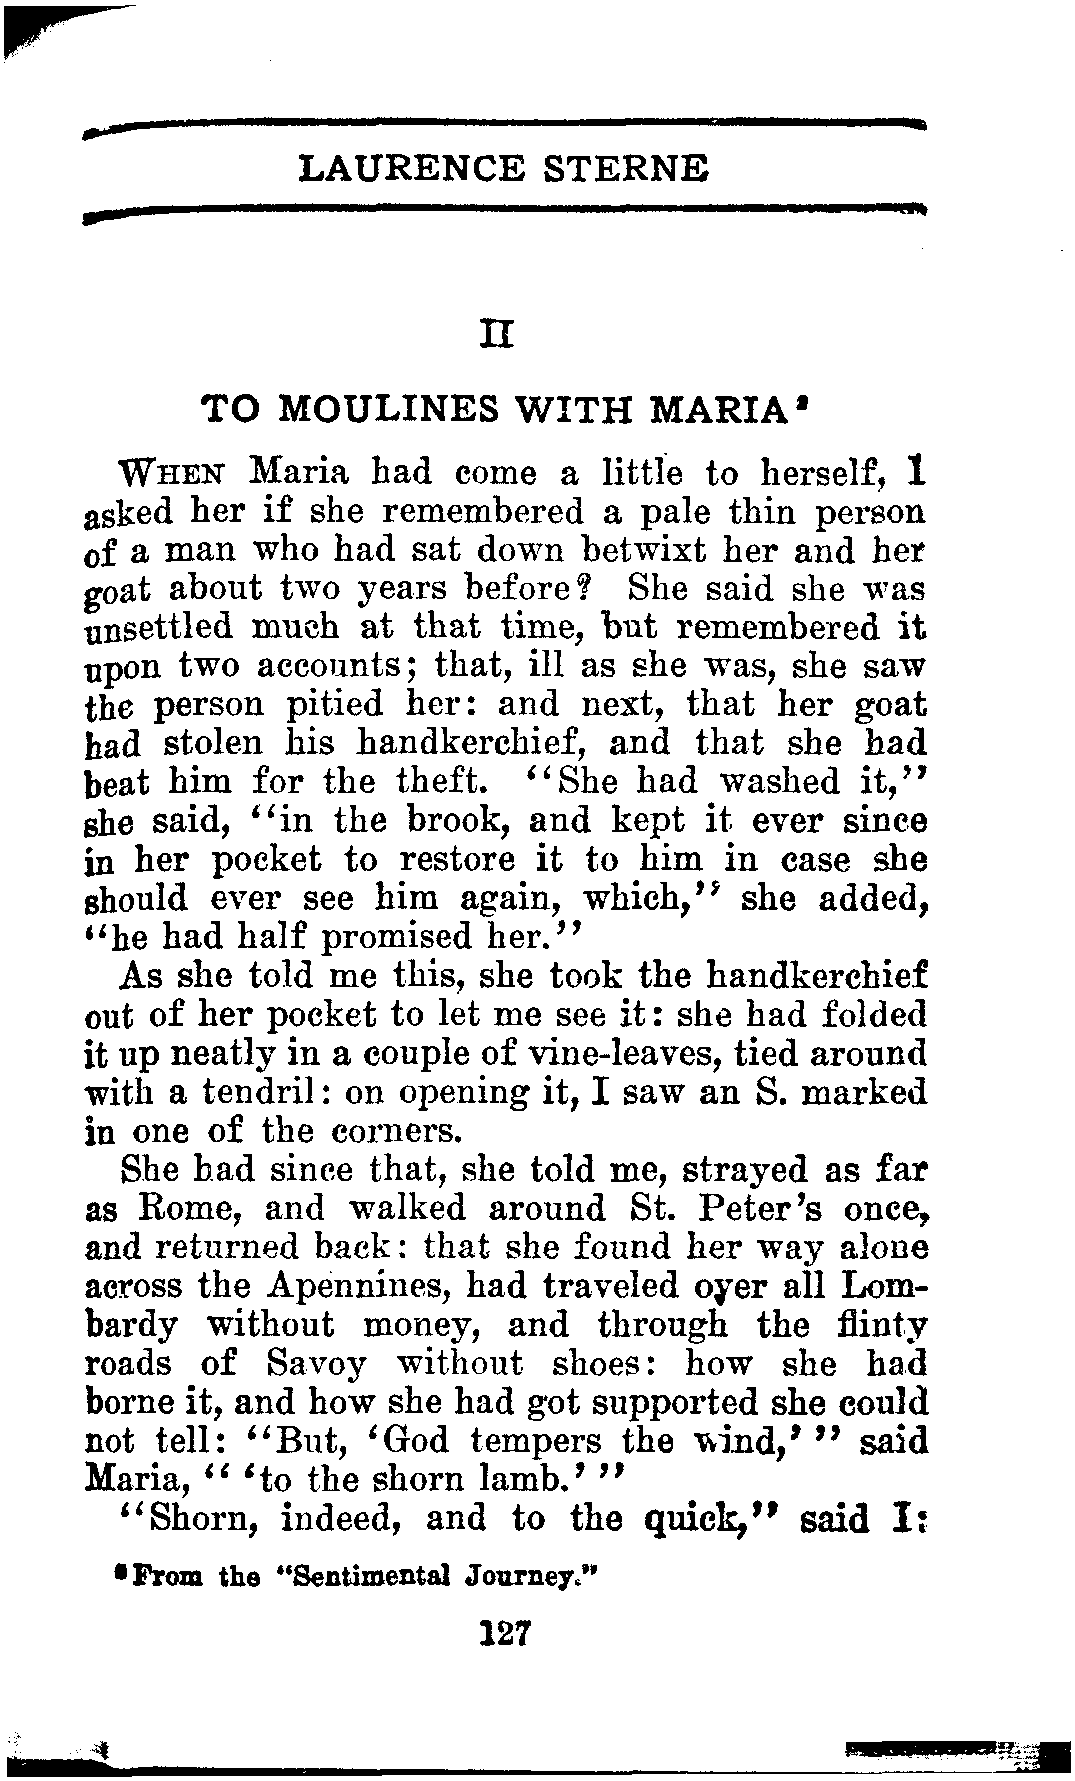 LAURENCE STERNE
II
TO MOULINES WITH MARIA
WHEN Maria had come a little to herself, I
asked her if she remembered a pale thin person
of a man who had sat down betwixt her and her
goat about two years before? She said she was
unsettled much at that time, but remembered it
upon two accounts; that, ill as she was, she saw
the person pitied her: and next, that her goat
had stolen his handkerchief, and that she had
beat him for the theft. "She had washed it,"
she said, "in the brook, and kept it ever since
in her pocket to restore it to him in case she
should ever see him again, which," she added,
"he had half promised her."
As she told me this, she took the handkerchief
out of her pocket to let me see it: she had folded
it up neatly in a couple of vine-leaves, tied around
with a tendril: on opening it, I saw an S. marked
in one of the corners.
She had since that, she told me, strayed as far
as Rome, and walked around St. Peter's once,
and returned back: that she found her way alone
across the Apennines, had traveled over all Lom-
bardy without money, and through the flinty
roads of Savoy without shoes: how she had
borne it, and how she had got supported she could
not tell: "But, 'God tempers the wind,' " said
Maria, " 'to the shorn lamb.' "
"Shorn, indeed, and to the quick," said I:
From the "Sentimental Journey."
127